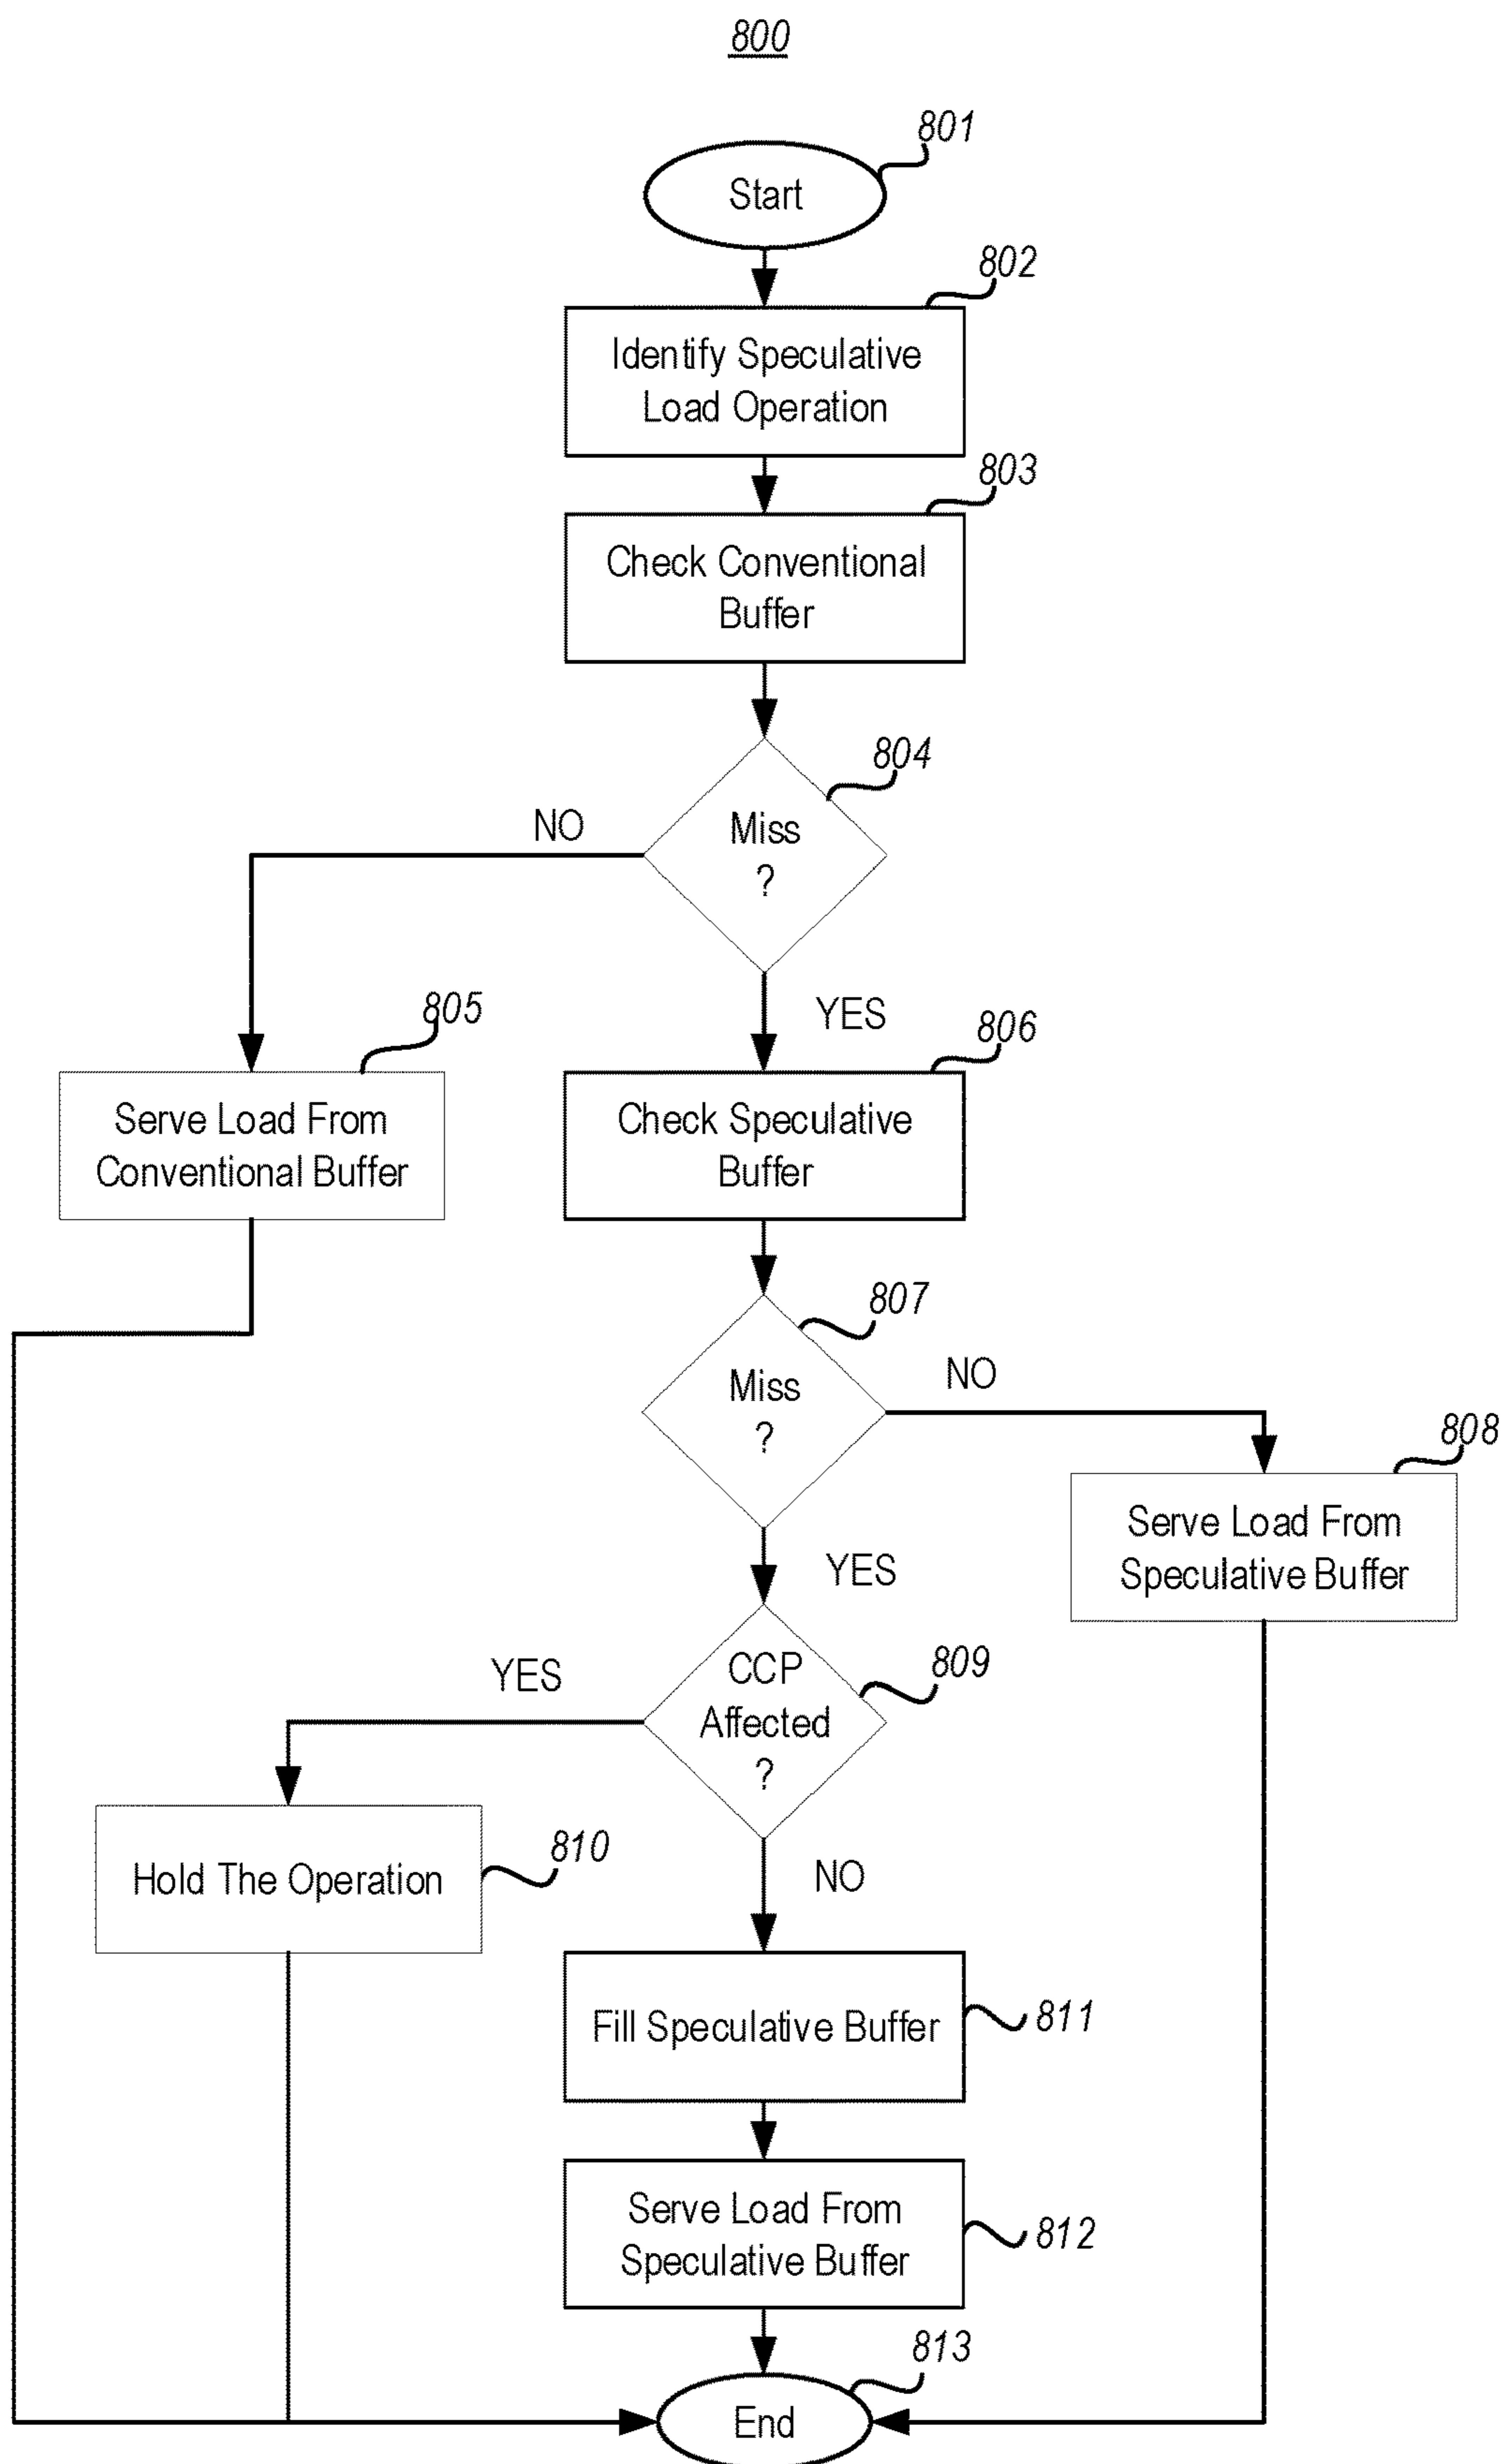 800
801
Start
802
Identify Speculative
Load Operation
803
Check Conventional
Buffer
804
Miss
?
NO
YES
805
Serve Load From
Conventional Buffer
806
Check Speculative
Buffer
807
Miss
?
NO
808
Serve Load From
Speculative Buffer
YES
809
CCP
Affected
?
YES
810
Hold The Operation
NO
811
Fill Speculative Buffer
812
Serve Load From
Speculative Buffer
813
End